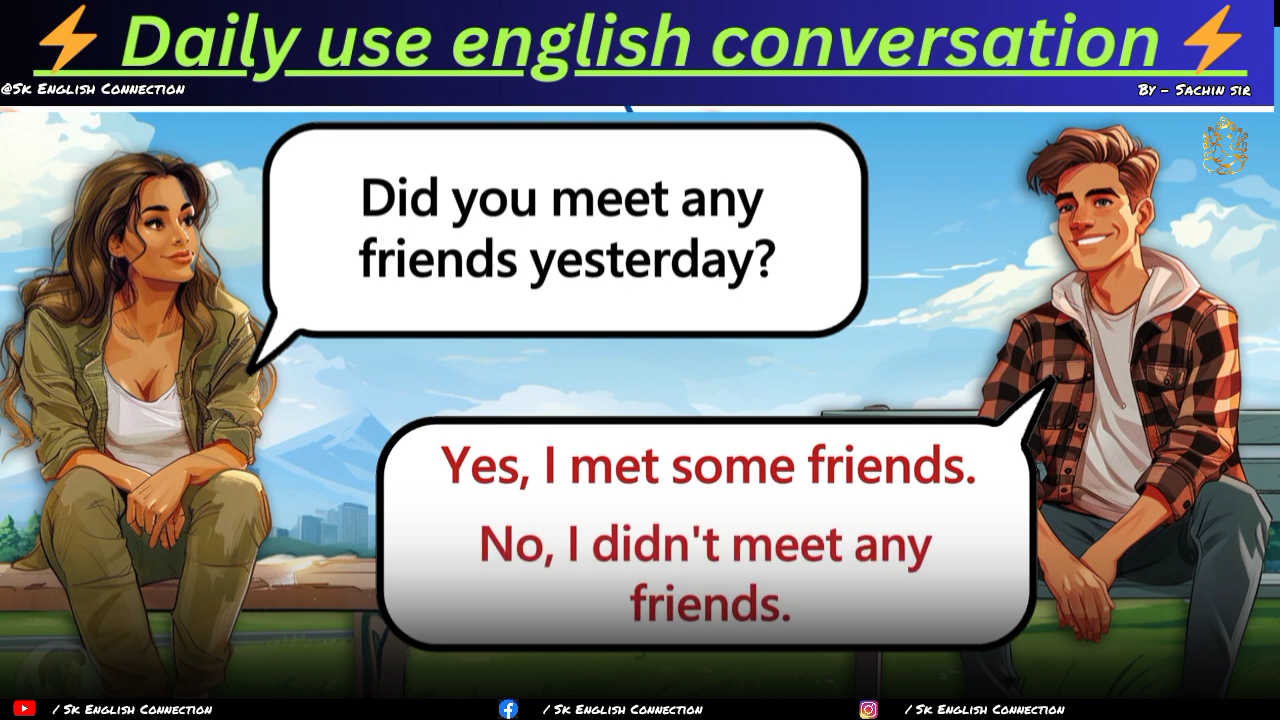 ⚡ Daily use english conversation ⚡
@Sk English Connection
By - Sachin sir
Did you meet any
friends yesterday?
Yes, I met some friends.
No, I didn't meet any
friends.
/ Sk English Connection
/ Sk English Connection
/ Sk English Connection